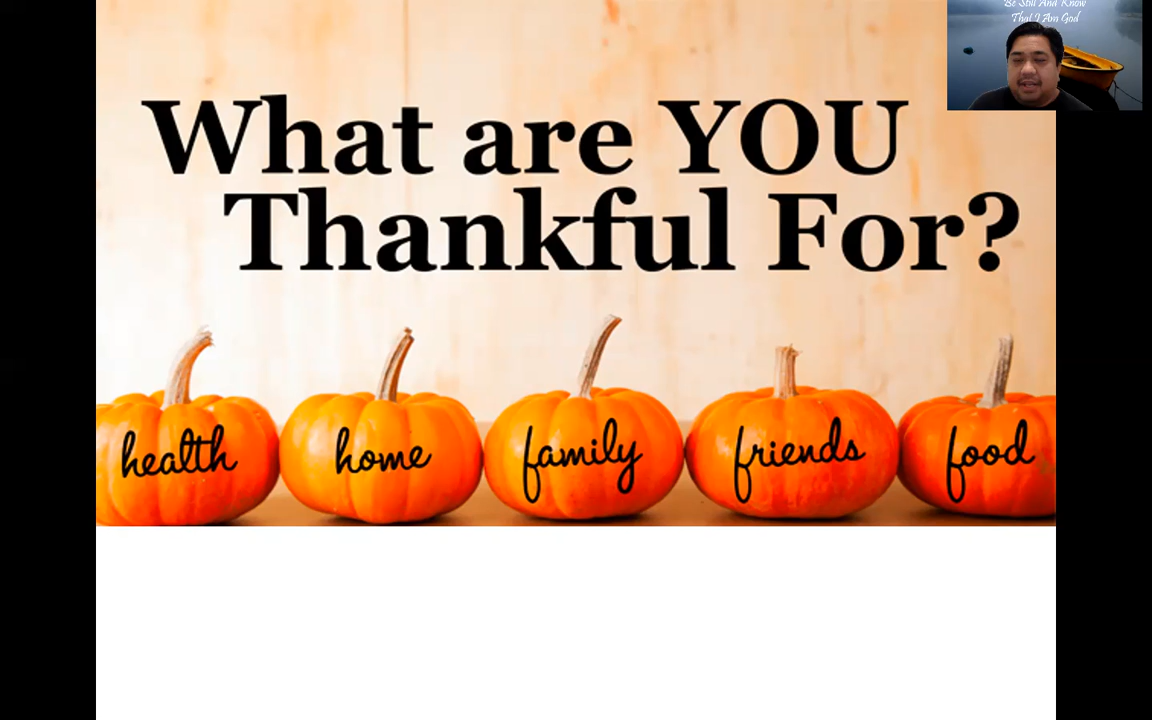 Be Still And Know
That I Am God
What are YOU
Thankful For?
health home family friends food